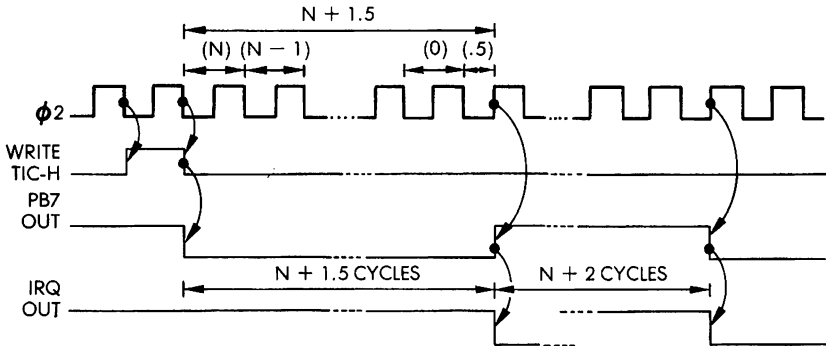 N + 1.5
(N) (N − 1) (0) (.5)
ϕ2
WRITE
TIC-H
PB7
OUT
N + 1.5 CYCLES N + 2 CYCLES
IRQ
OUT